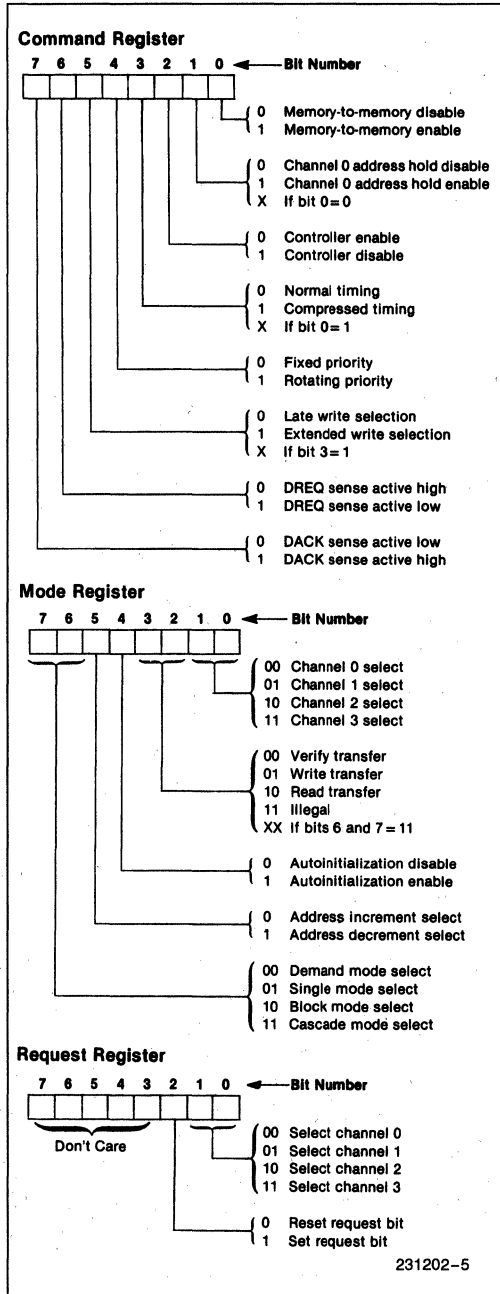 Command Register
7 6 5 4 3 2 1 0 Bit Number
0 Memory-to-memory disable
1 Memory-to-memory enable
0 Channel 0 address hold disable
1 Channel 0 address hold enable
X If bit 0=0
0 Controller enable
1 Controller disable
0 Normal timing
1 Compressed timing
X If bit 0=1
0 Fixed priority
1 Rotating priority
0 Late write selection
1 Extended write selection
X If bit 3=1
0 DREQ sense active high
1 DREQ sense active low
0 DACK sense active low
1 DACK sense active high
Mode Register
7 6 5 4 3 2 1 0 Bit Number
00 Channel 0 select
01 Channel 1 select
10 Channel 2 select
11 Channel 3 select
00 Verify transfer
01 Write transfer
10 Read transfer
11 Illegal
XX If bits 6 and 7=11
0 Autoinitialization disable
1 Autoinitialization enable
0 Address increment select
1 Address decrement select
00 Demand mode select
01 Single mode select
10 Block mode select
11 Cascade mode select
Request Register
7 6 5 4 3 2 1 0 Bit Number
Don't Care
00 Select channel 0
01 Select channel 1
10 Select channel 2
11 Select channel 3
0 Reset request bit
1 Set request bit
231202-5